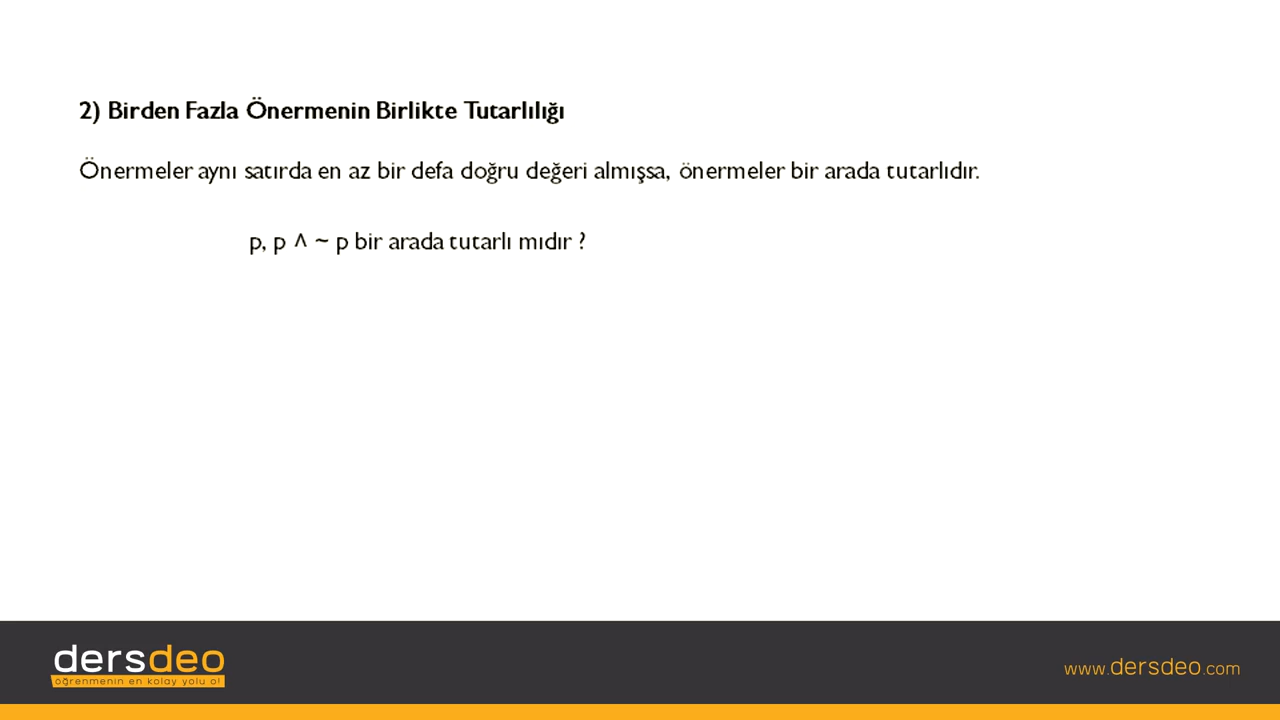 2) Birden Fazla Önermenin Birlikte Tutarlılığı
Önermeler aynı satırda en az bir defa doğru değeri almışsa, önermeler bir arada tutarlıdır.
p, p ∧ ~ p bir arada tutarlı mıdır ?
dersdeo
öğrenmenin en kolay yolu o!
www.dersdeo.com